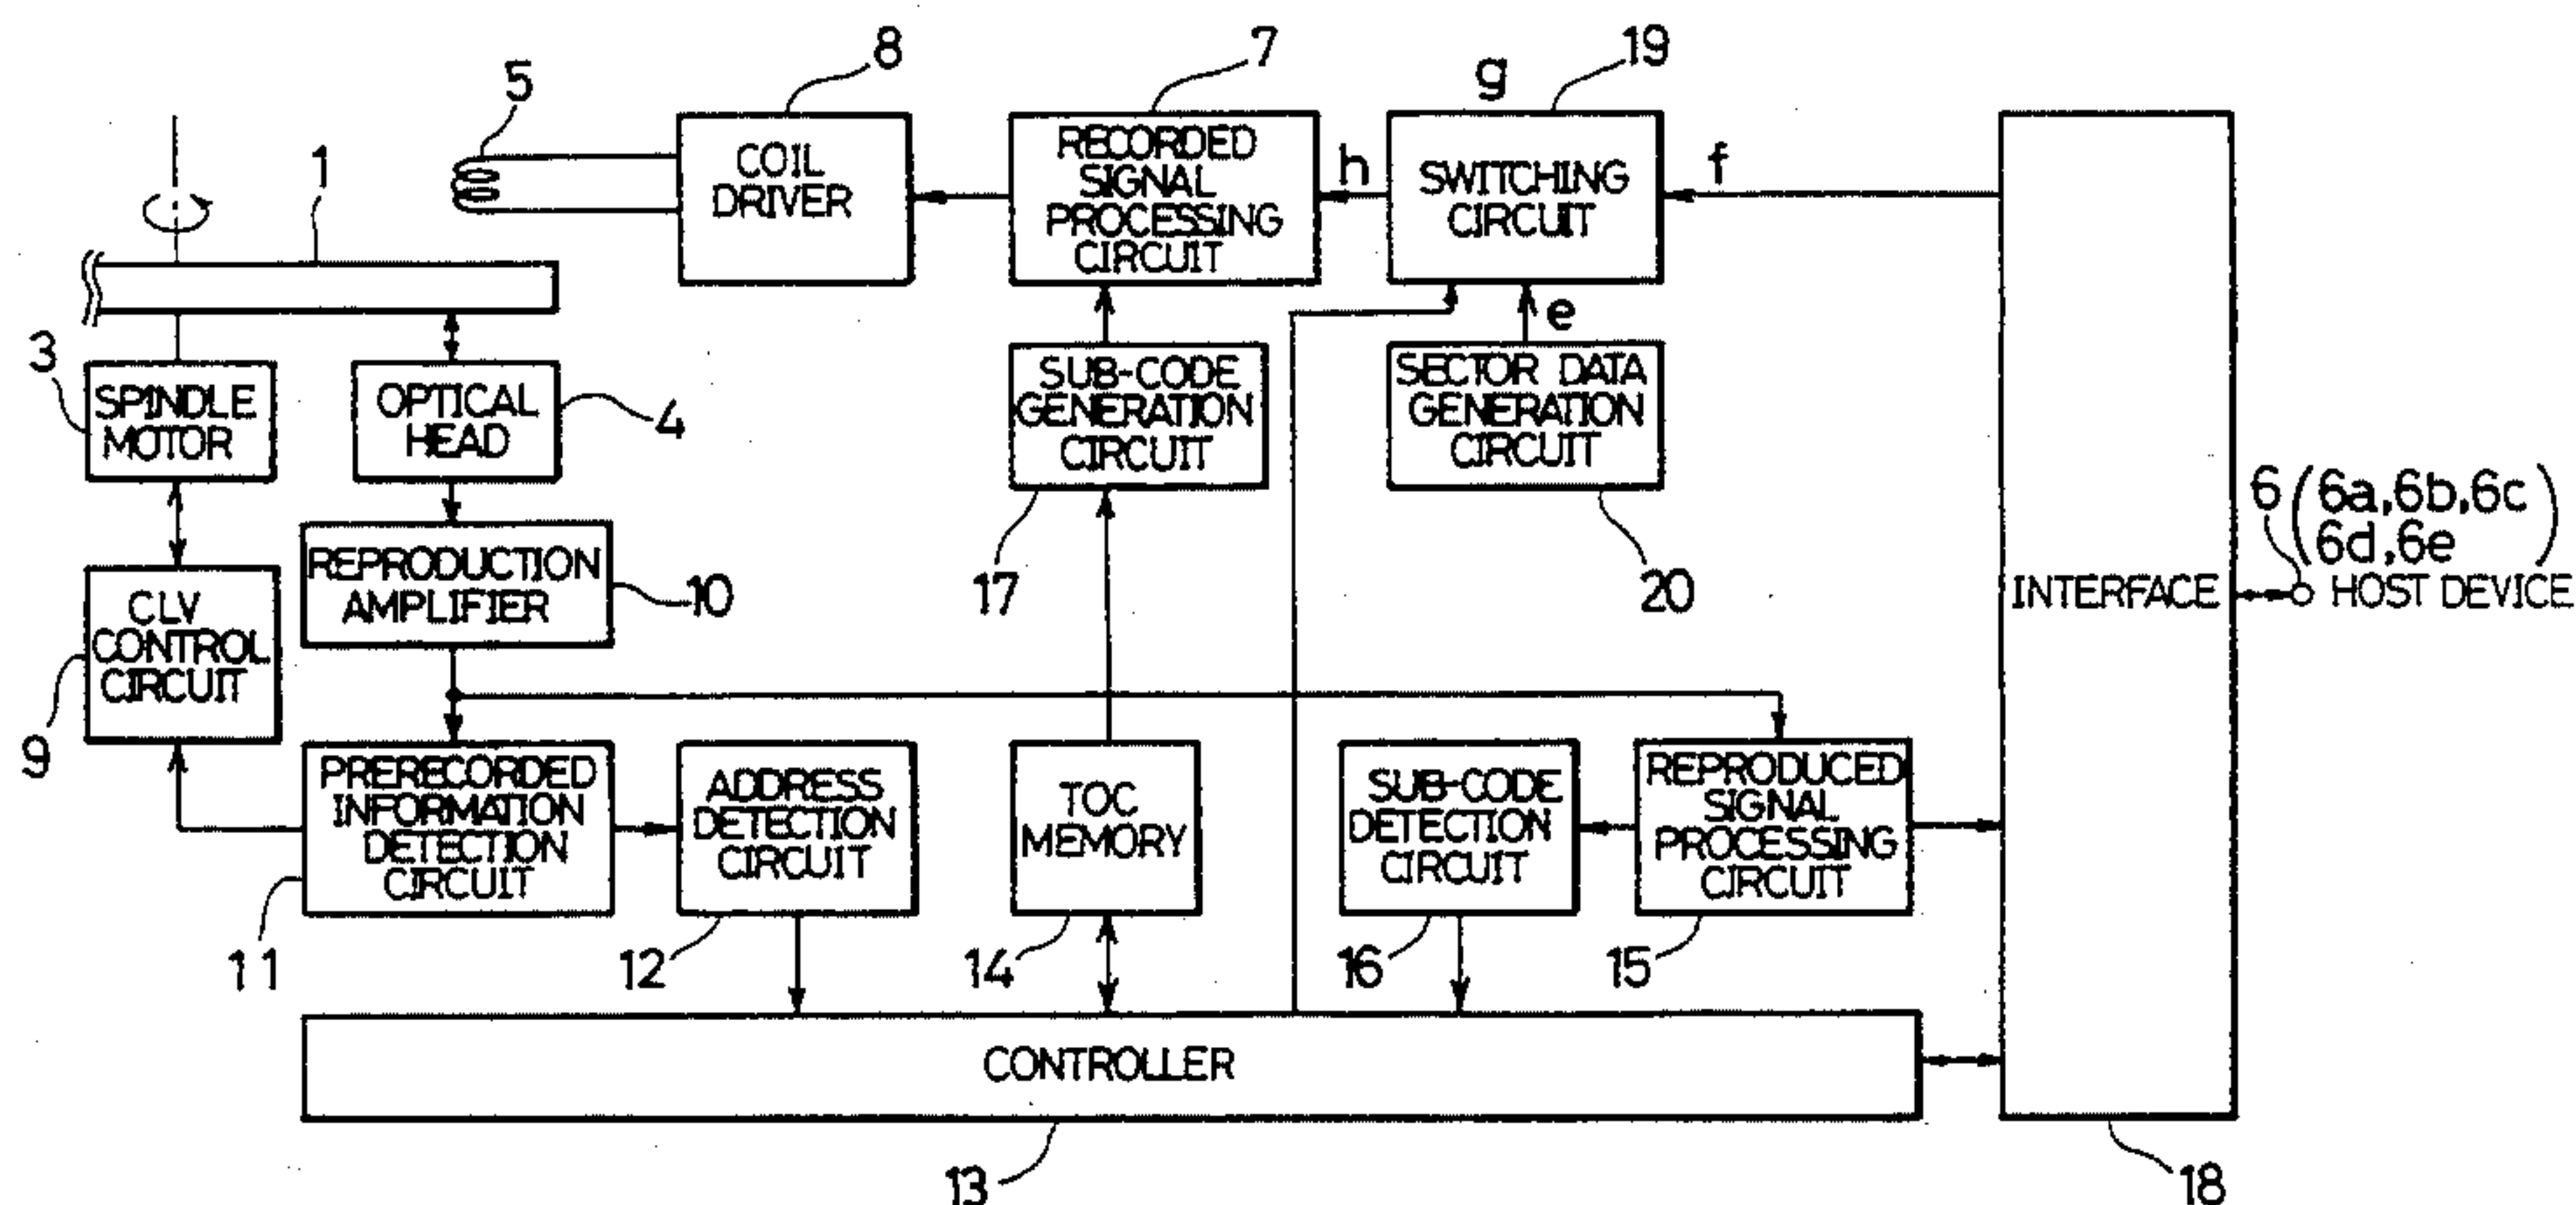 8
7
19
5
g
1
COIL
DRIVER
RECORDED
SIGNAL
PROCESSING
CIRCUIT
h
SWITCHING
CIRCUIT
f
e
3
SPINDLE
MOTOR
OPTICAL
HEAD
4
SUB-CODE
GENERATION
CIRCUIT
SECTOR DATA
GENERATION
CIRCUIT
6 (6a,6b,6c
6d,6e)
HOST DEVICE
INTERFACE
REPRODUCTION
AMPLIFIER
10
17
20
CLV
CONTROL
CIRCUIT
9
PRERECORDED
INFORMATION
DETECTION
CIRCUIT
ADDRESS
DETECTION
CIRCUIT
TOC
MEMORY
SUB-CODE
DETECTION
CIRCUIT
REPRODUCED
SIGNAL
PROCESSING
CIRCUIT
11
12
14
16
15
CONTROLLER
13
18